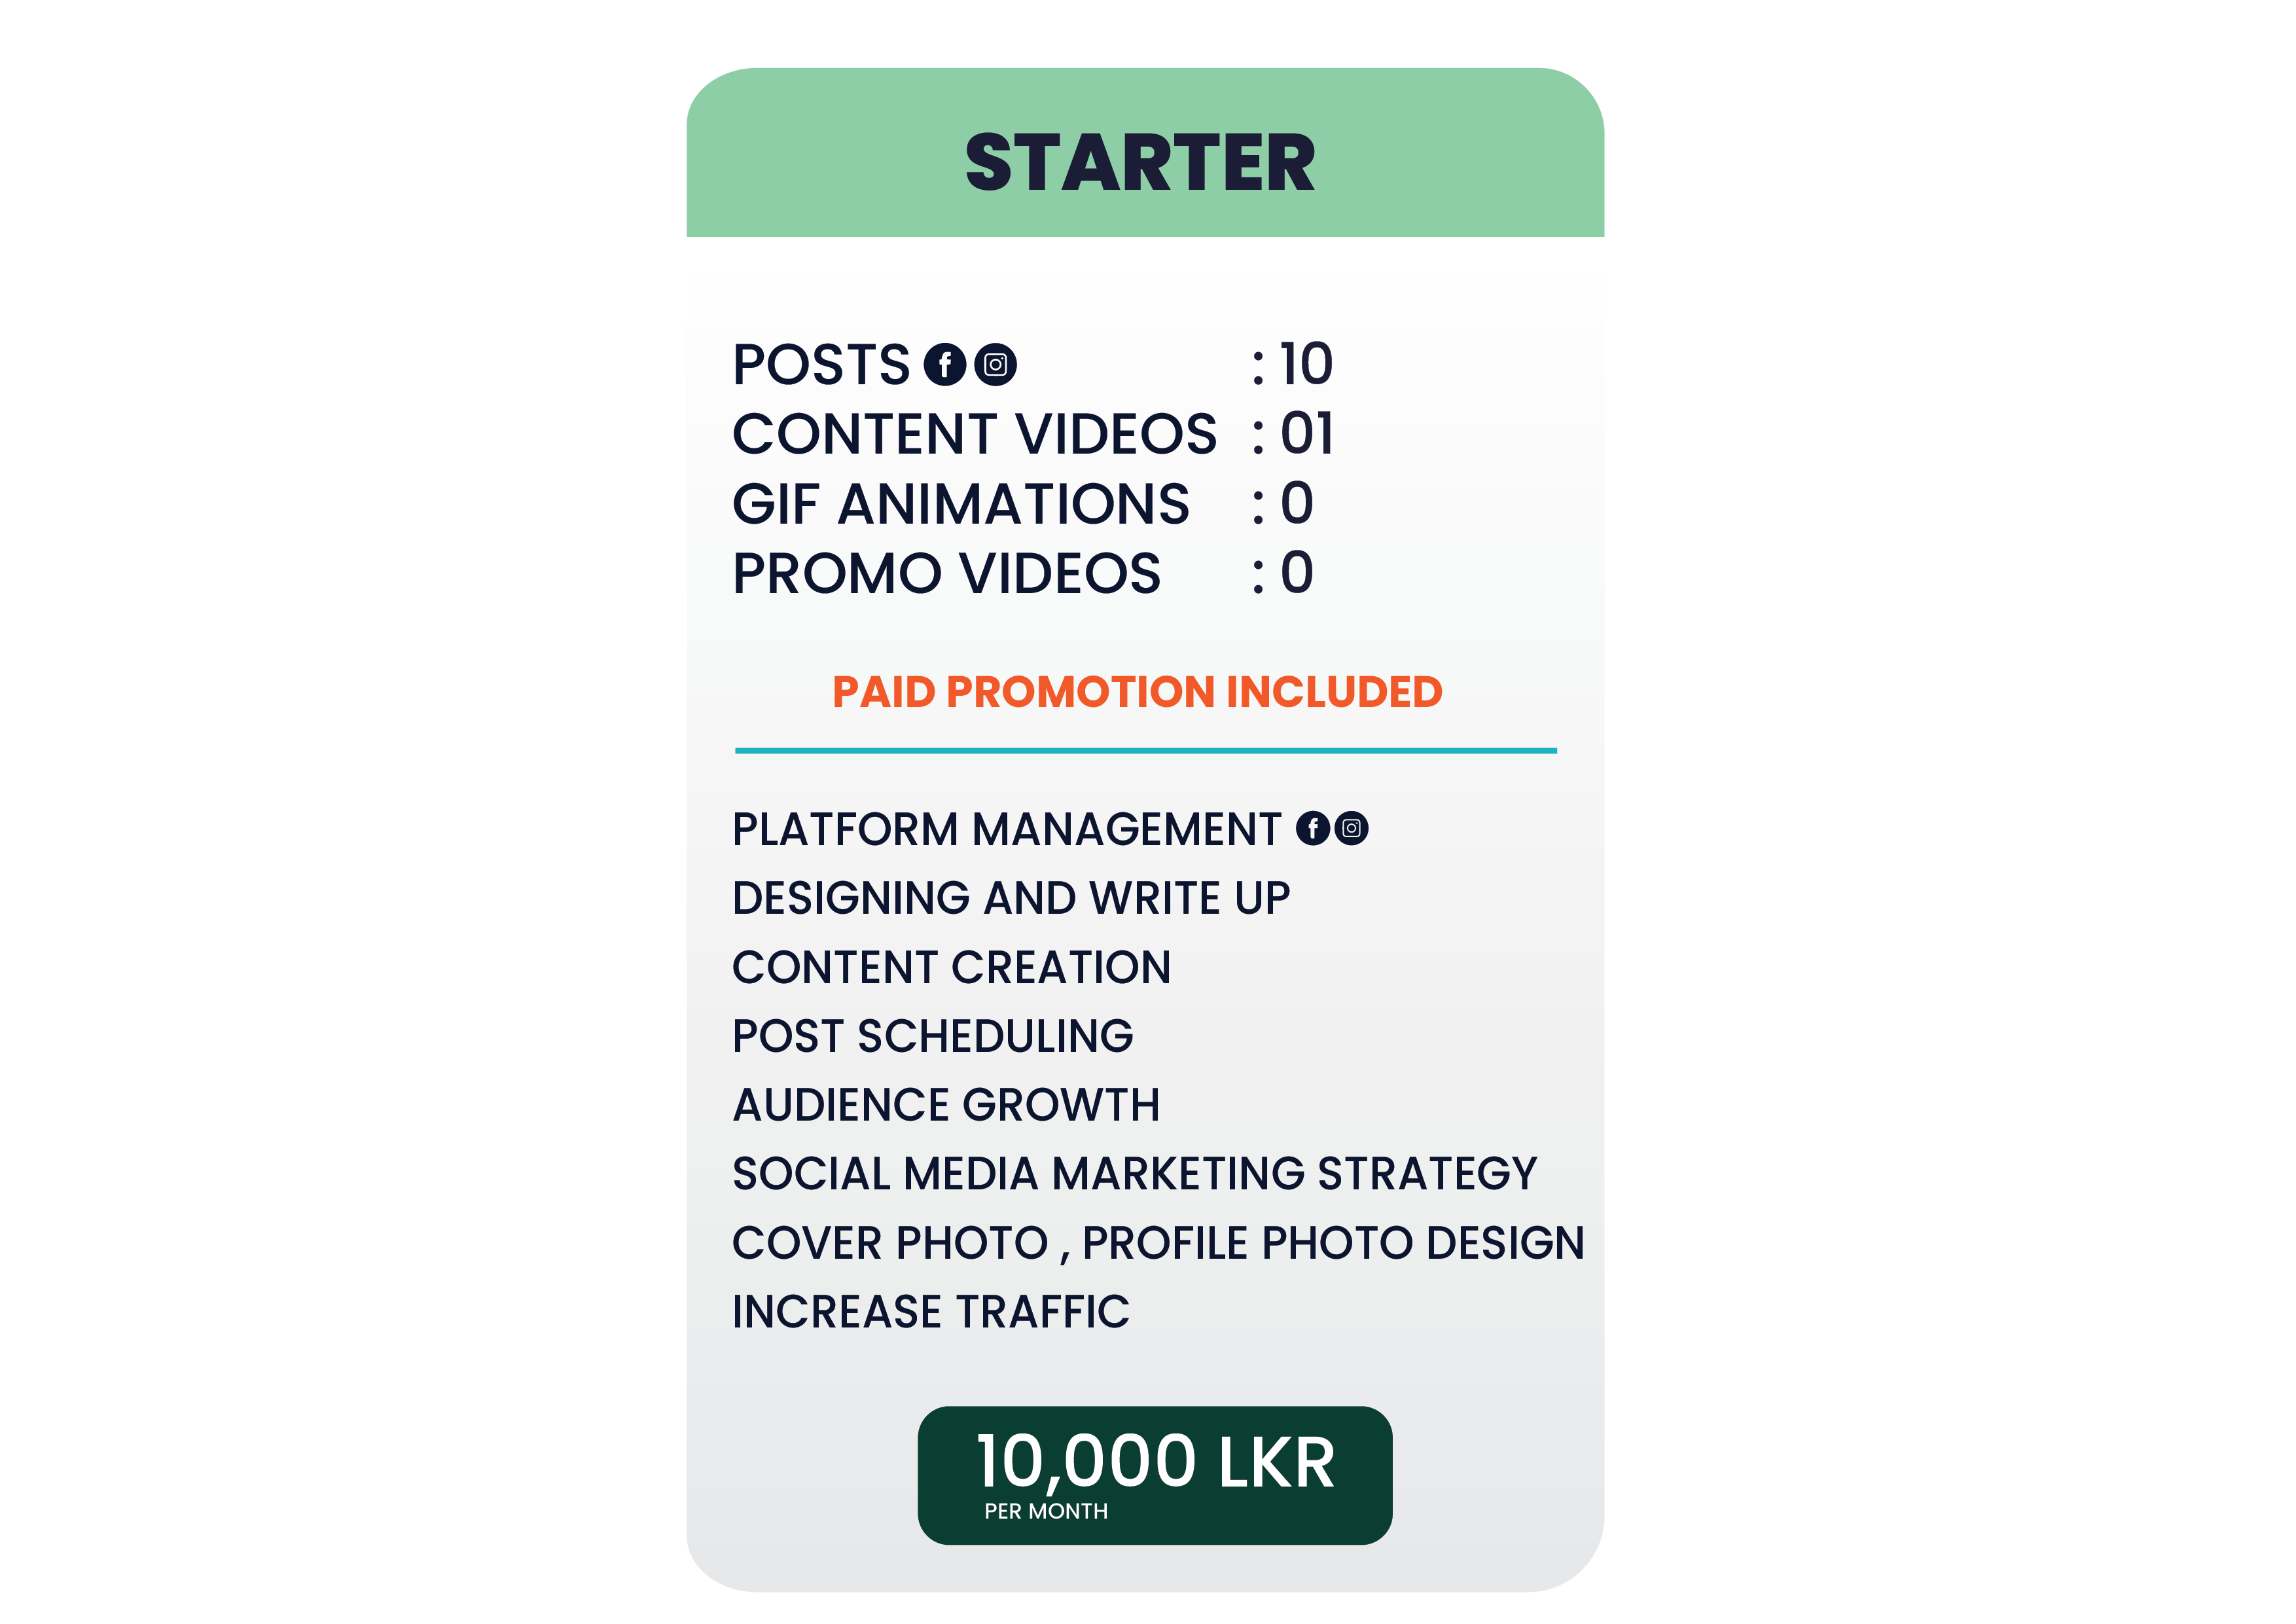 STARTER
POSTS : 10
CONTENT VIDEOS : 01
GIF ANIMATIONS : 0
PROMO VIDEOS : 0
PAID PROMOTION INCLUDED
PLATFORM MANAGEMENT
DESIGNING AND WRITE UP
CONTENT CREATION
POST SCHEDULING
AUDIENCE GROWTH
SOCIAL MEDIA MARKETING STRATEGY
COVER PHOTO , PROFILE PHOTO DESIGN
INCREASE TRAFFIC
10,000 LKR
PER MONTH